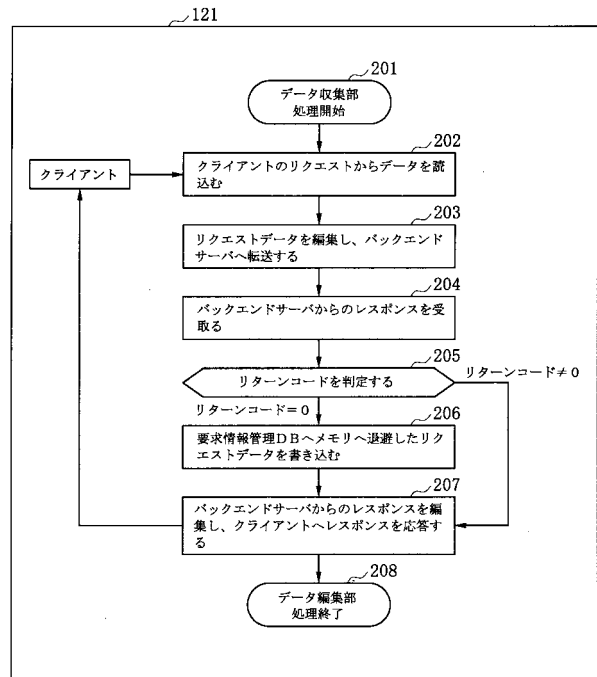 121
201
データ収集部
処理開始
202
クライアント
クライアントのリクエストからデータを読
込む
203
リクエストデータを編集し、バックエンド
サーバへ転送する
204
バックエンドサーバからのレスポンスを受
取る
205
リターンコードを判定する
リターンコード≠0
リターンコード=0
206
要求情報管理DBへメモリへ退避したリク
エストデータを書き込む
207
バックエンドサーバからのレスポンスを編
集し、クライアントへレスポンスを応答す
る
208
データ編集部
処理終了